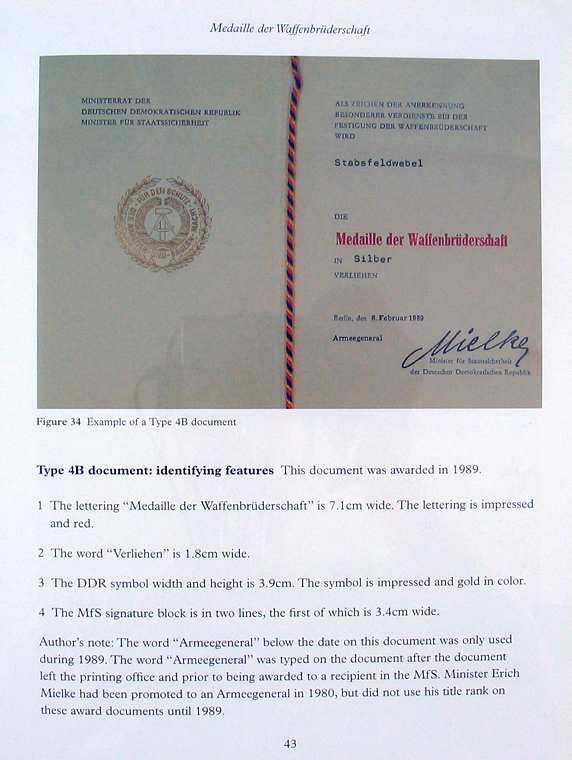 Medaille der Waffenbrüderschaft
MINISTERRAT DER
DEUTSCHEN DEMOKRATISCHEN REPUBLIK
MINISTER FÜR STAATSSICHERHEIT
FÜR DEN SCHUTZ DER ARBEITER-UND-BAUERN-MACHT
ALS ZEICHEN DER ANERKENNUNG
BESONDERER VERDIENSTE BEI DER
FESTIGUNG DER WAFFENBRÜDERSCHAFT
WIRD
Stabsfeldwebel
DIE
Medaille der Waffenbrüderschaft
IN Silber
VERLIEHEN
Berlin, den 8. Februar 1989
Armeegeneral
Mielke
Minister für Staatssicherheit
der Deutschen Demokratischen Republik
Figure 34 Example of a Type 4B document
Type 4B document: identifying features This document was awarded in 1989.
1 The lettering “Medaille der Waffenbrüderschaft” is 7.1cm wide. The lettering is impressed
and red.
2 The word “Verliehen” is 1.8cm wide.
3 The DDR symbol width and height is 3.9cm. The symbol is impressed and gold in color.
4 The MfS signature block is in two lines, the first of which is 3.4cm wide.
Author’s note: The word “Armeegeneral” below the date on this document was only used
during 1989. The word “Armeegeneral” was typed on the document after the document
left the printing office and prior to being awarded to a recipient in the MfS. Minister Erich
Mielke had been promoted to an Armeegeneral in 1980, but did not use his title rank on
these award documents until 1989.
43